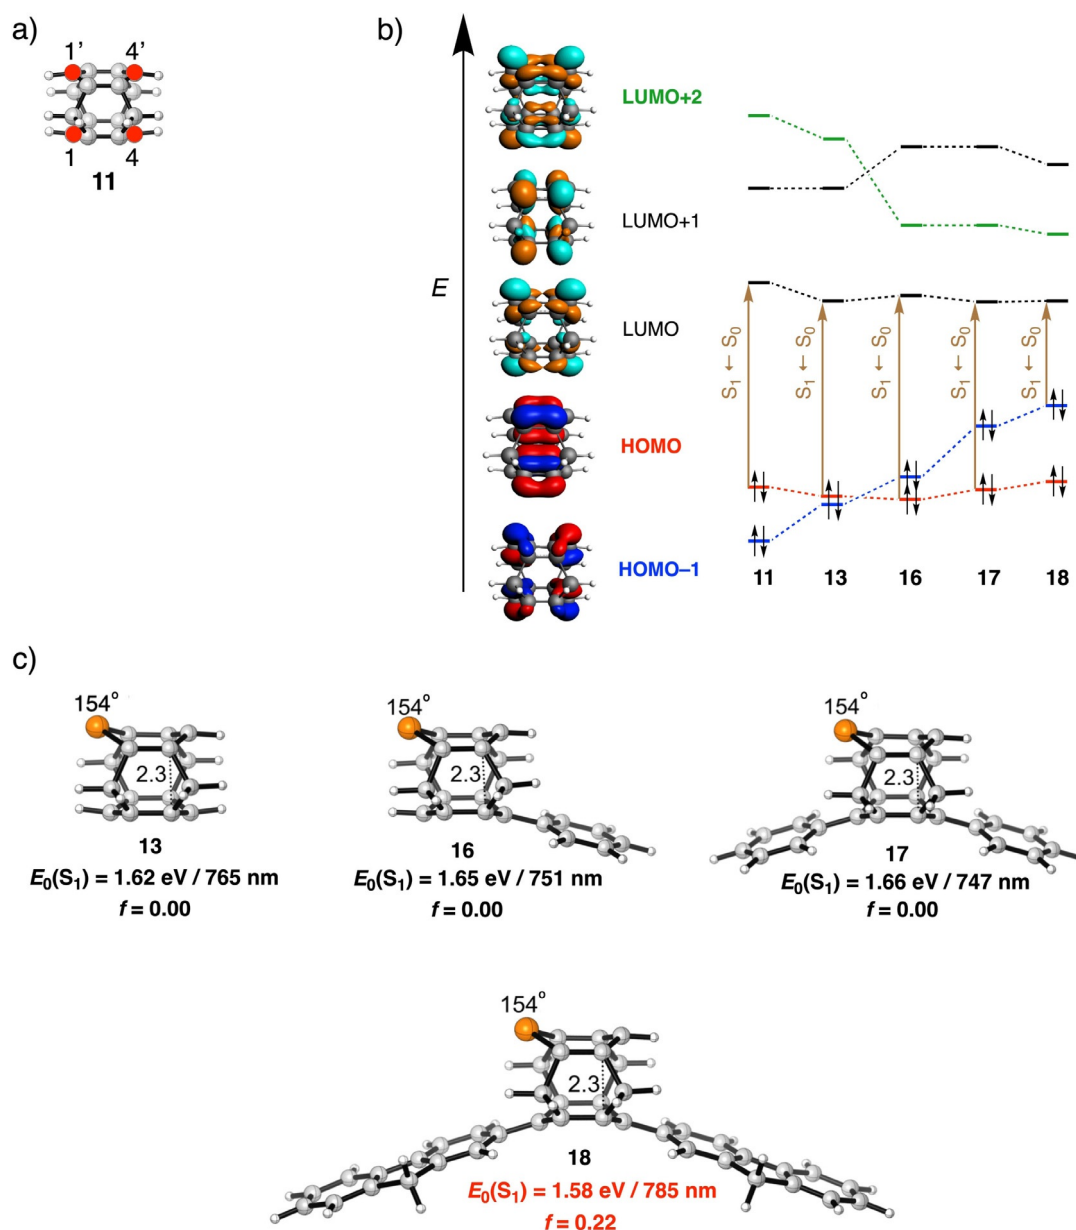 a)
1’ 4’
1 4
11
b)
E
LUMO+2
LUMO+1
LUMO
HOMO
HOMO–1
S₁ ← S₀
S₁ ← S₀
S₁ ← S₀
S₁ ← S₀
S₁ ← S₀
11 13 16 17 18
c)
154°
2.3
13
E₀(S₁) = 1.62 eV / 765 nm
f = 0.00
154°
2.3
16
E₀(S₁) = 1.65 eV / 751 nm
f = 0.00
154°
2.3
17
E₀(S₁) = 1.66 eV / 747 nm
f = 0.00
154°
2.3
18
E₀(S₁) = 1.58 eV / 785 nm
f = 0.22